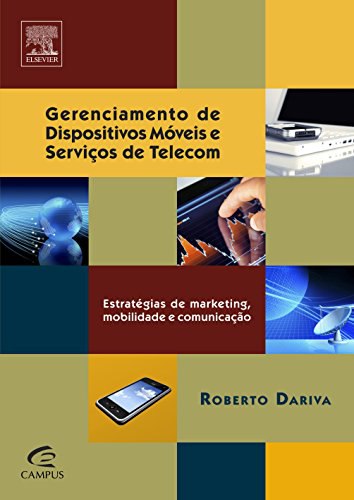 ELSEVIER
Gerenciamento de
Dispositivos Móveis e
Serviços de Telecom
Estratégias de marketing,
mobilidade e comunicação
ROBERTO DARIVA
CAMPUS